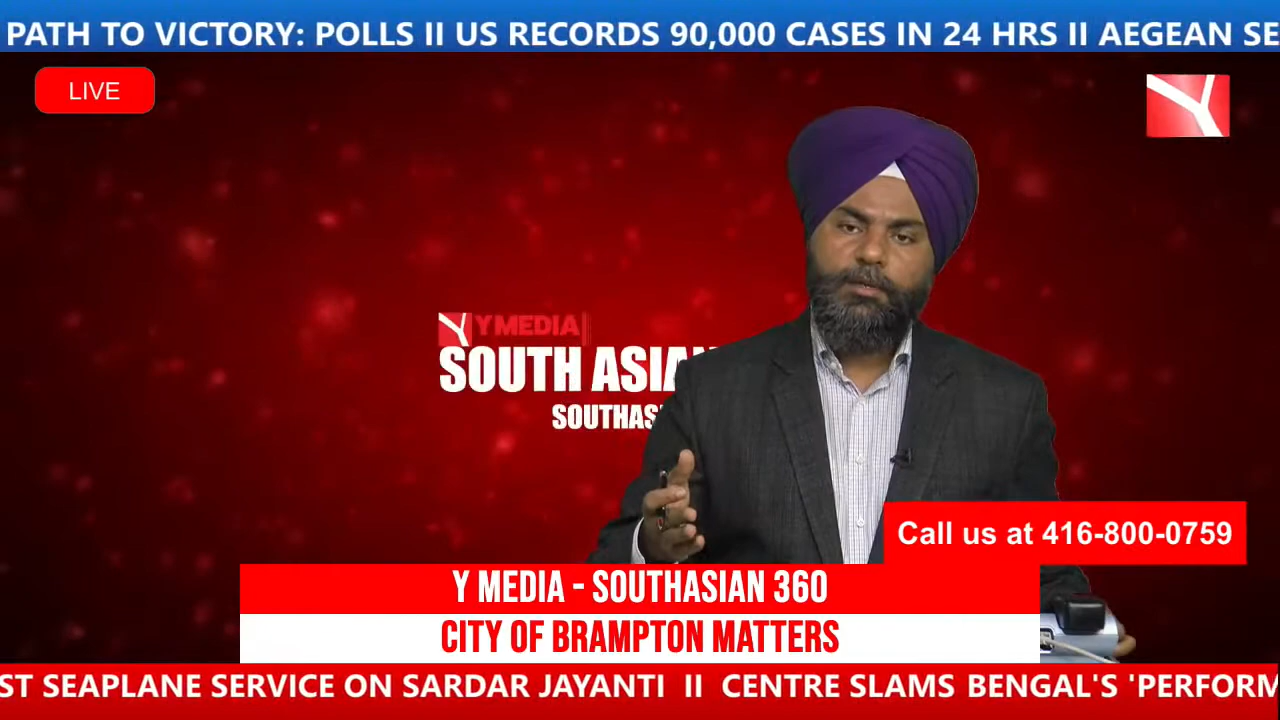 PATH TO VICTORY: POLLS II US RECORDS 90,000 CASES IN 24 HRS II AEGEAN SE
LIVE
Y MEDIA
SOUTH ASIAN
SOUTHAS
Call us at 416-800-0759
Y MEDIA - SOUTHASIAN 360
CITY OF BRAMPTON MATTERS
ST SEAPLANE SERVICE ON SARDAR JAYANTI II CENTRE SLAMS BENGAL'S 'PERFORM